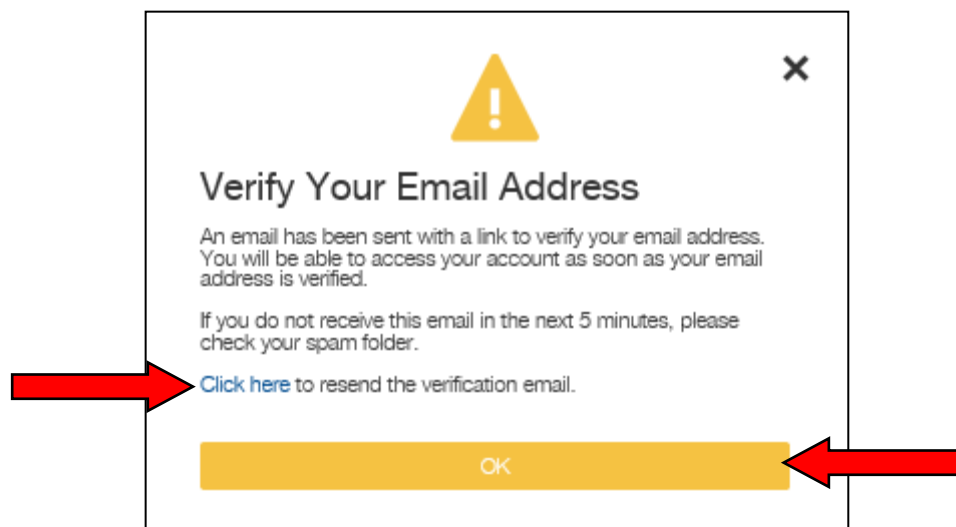 Verify Your Email Address
An email has been sent with a link to verify your email address.
You will be able to access your account as soon as your email
address is verified.
If you do not receive this email in the next 5 minutes, please
check your spam folder.
Click here to resend the verification email.
OK